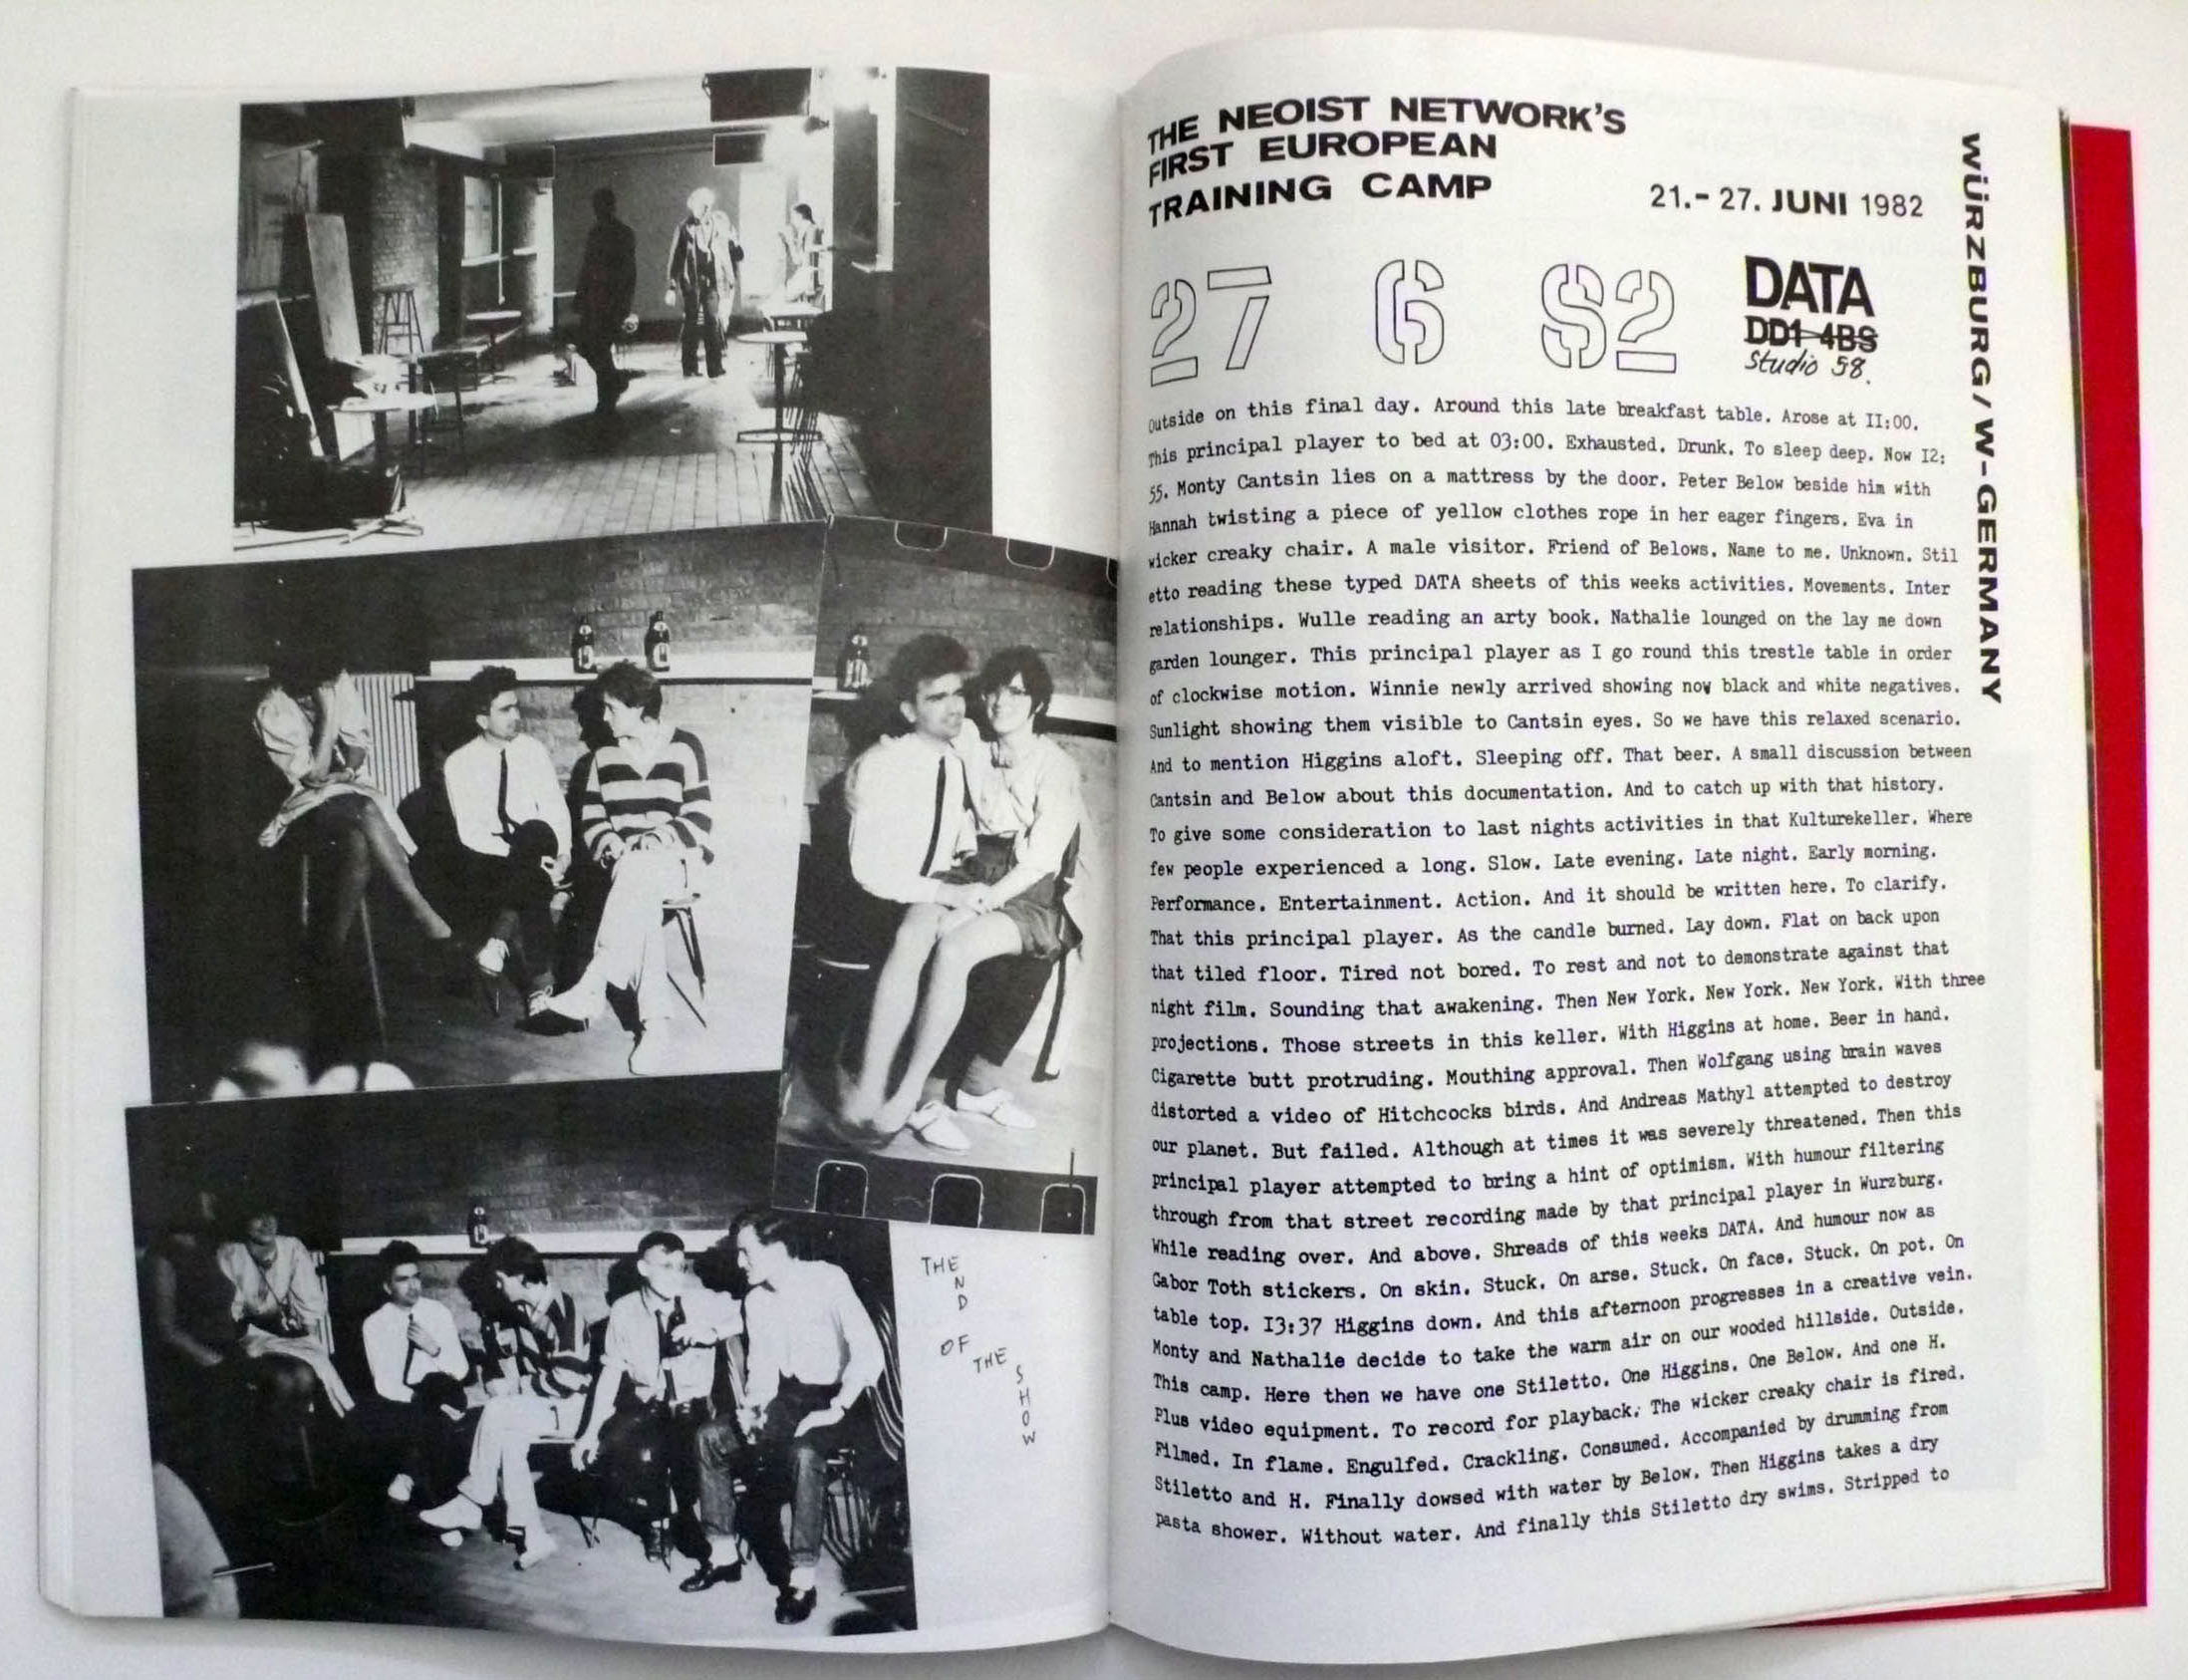 THE END
OF THE SHOW
THE NEOIST NETWORK'S
FIRST EUROPEAN
TRAINING CAMP
21.- 27. JUNI 1982
WÜRZBURG/W-GERMANY
27 6 82
DATA
DD1 4BS
Studio 58.
Outside on this final day. Around this late breakfast table. Arose at II:00.
This principal player to bed at 03:00. Exhausted. Drunk. To sleep deep. Now I2:
55. Monty Cantsin lies on a mattress by the door. Peter Below beside him with
Hannah twisting a piece of yellow clothes rope in her eager fingers. Eva in
wicker creaky chair. A male visitor. Friend of Belows. Name to me. Unknown. Stil
etto reading these typed DATA sheets of this weeks activities. Movements. Inter
relationships. Wulle reading an arty book. Nathalie lounged on the lay me down
garden lounger. This principal player as I go round this trestle table in order
of clockwise motion. Winnie newly arrived showing now black and white negatives.
Sunlight showing them visible to Cantsin eyes. So we have this relaxed scenario.
And to mention Higgins aloft. Sleeping off. That beer. A small discussion between
Cantsin and Below about this documentation. And to catch up with that history.
To give some consideration to last nights activities in that Kulturekeller. Where
few people experienced a long. Slow. Late evening. Late night. Early morning.
Performance. Entertainment. Action. And it should be written here. To clarify.
That this principal player. As the candle burned. Lay down. Flat on back upon
that tiled floor. Tired not bored. To rest and not to demonstrate against that
night film. Sounding that awakening. Then New York. New York. New York. With three
projections. Those streets in this keller. With Higgins at home. Beer in hand.
Cigarette butt protruding. Mouthing approval. Then Wolfgang using brain waves
distorted a video of Hitchcocks birds. And Andreas Mathyl attempted to destroy
our planet. But failed. Although at times it was severely threatened. Then this
principal player attempted to bring a hint of optimism. With humour filtering
through from that street recording made by that principal player in Wurzburg.
While reading over. And above. Shreads of this weeks DATA. And humour now as
Gabor Toth stickers. On skin. Stuck. On arse. Stuck. On face. Stuck. On pot. On
table top. I3:37 Higgins down. And this afternoon progresses in a creative vein.
Monty and Nathalie decide to take the warm air on our wooded hillside. Outside.
This camp. Here then we have one Stiletto. One Higgins. One Below. And one H.
Plus video equipment. To record for playback. The wicker creaky chair is fired.
Filmed. In flame. Engulfed. Crackling. Consumed. Accompanied by drumming from
Stiletto and H. Finally dowsed with water by Below. Then Higgins takes a dry
pasta shower. Without water. And finally this Stiletto dry swims. Stripped to